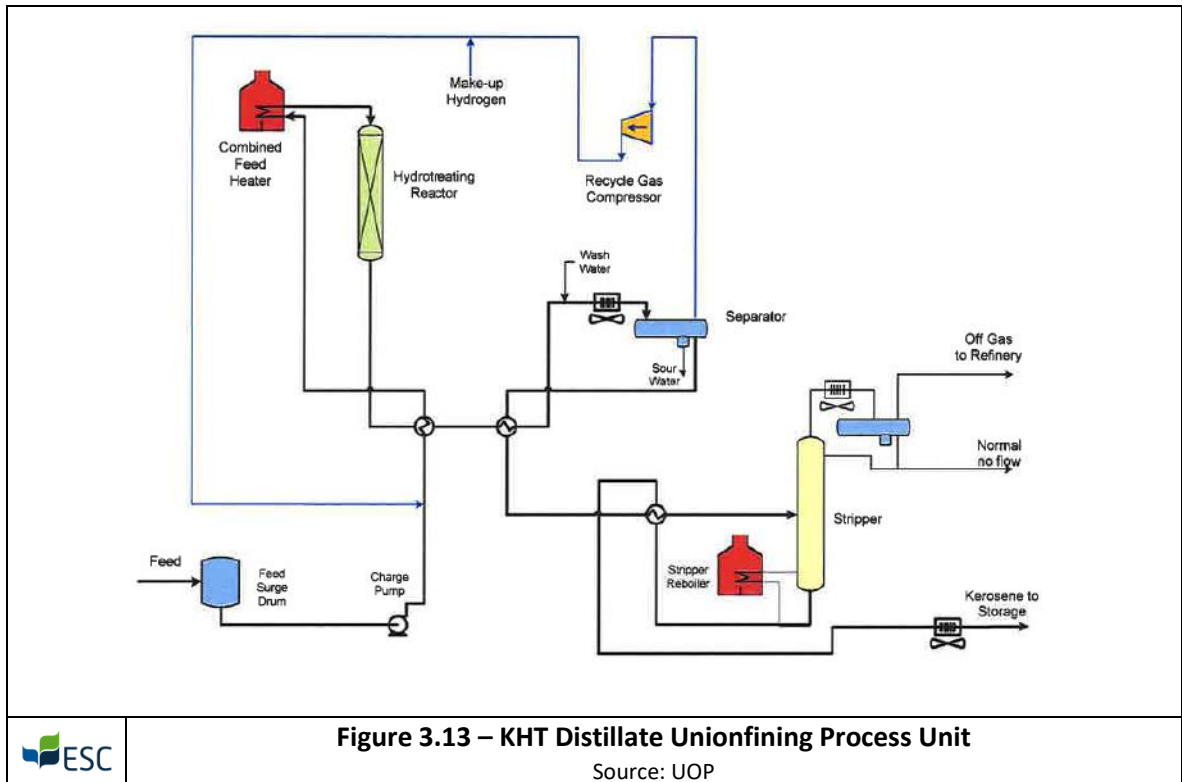 Make-up
Hydrogen
Combined
Feed
Heater
Hydrotreating
Reactor
Recycle Gas
Compressor
Wash
Water
Separator
Sour
Water
Off Gas
to Refinery
Normal
no flow
Stripper
Stripper
Reboiler
Feed
Feed
Surge
Drum
Charge
Pump
Kerosene to
Storage
ESC
Figure 3.13 – KHT Distillate Unionfining Process Unit
Source: UOP